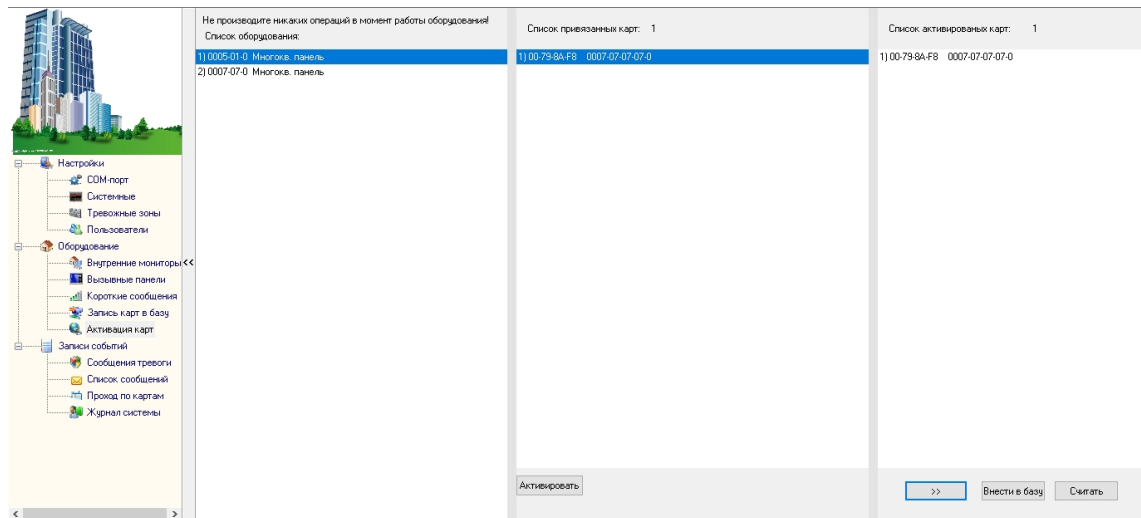 Не производите никаких операций в момент работы оборудования!
Список оборудования:
1) 0005-01-0 Многокв. панель
2) 0007-07-0 Многокв. панель
Список привязанных карт: 1
1) 00-79-8A-F8 0007-07-07-07-0
Список активированых карт: 1
1) 00-79-8A-F8 0007-07-07-07-0
Настройки
COM-порт
Системные
Тревожные зоны
Пользователи
Оборудование
Внутренние мониторы
<<
Вызывные панели
Короткие сообщения
Запись карт в базу
Активация карт
Записи событий
Сообщения тревоги
Список сообщений
Проход по картам
Журнал системы
Активировать
>>
Внести в базу
Считать